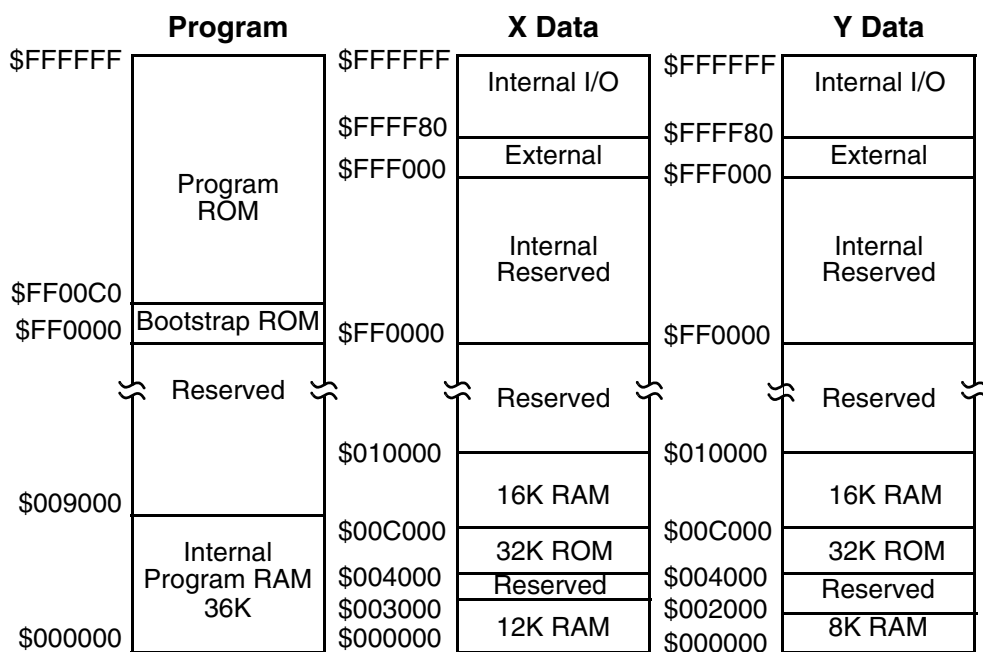 Program
$FFFFFF
Program
ROM
$FF00C0
Bootstrap ROM
$FF0000
Reserved
$009000
Internal
Program RAM
36K
$000000
X Data
$FFFFFF
Internal I/O
$FFFF80
External
$FFF000
Internal
Reserved
$FF0000
Reserved
$010000
16K RAM
$00C000
32K ROM
$004000
Reserved
$003000
12K RAM
$000000
Y Data
$FFFFFF
Internal I/O
$FFFF80
External
$FFF000
Internal
Reserved
$FF0000
Reserved
$010000
16K RAM
$00C000
32K ROM
$004000
Reserved
$002000
8K RAM
$000000